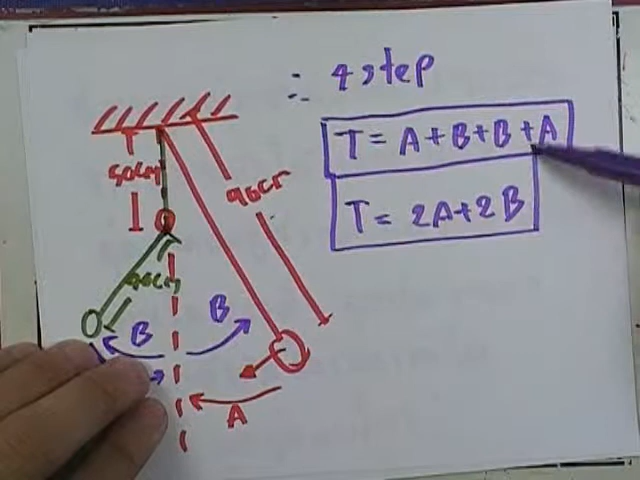 ∴ 4 step
T = A+B+B+A
T = 2A+2B
50cm
90cm
40cm
B
B
A